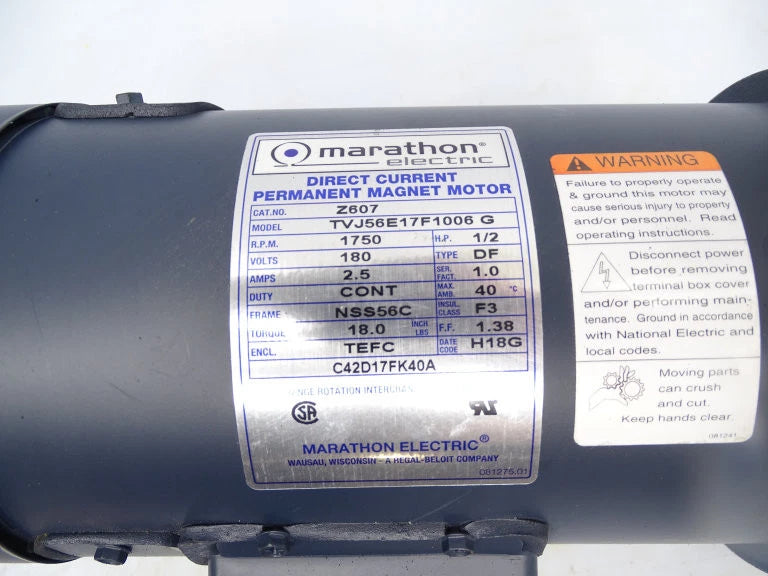 marathon®
electric
DIRECT CURRENT
PERMANENT MAGNET MOTOR
CAT.NO. Z607
MODEL TVJ56E17F1006 G
R.P.M. 1750 H.P. 1/2
VOLTS 180 TYPE DF
AMPS 2.5 SER. FACT. 1.0
DUTY CONT MAX. AMB. 40 °C
FRAME NSS56C INSUL. CLASS F3
TORQUE 18.0 INCH LBS F.F. 1.38
ENCL. TEFC DATE CODE H18G
C42D17FK40A
ROTATION
MARATHON ELECTRIC®
WAUSAU, WISCONSIN - A REGAL-BELOIT COMPANY
081275.01
WARNING
Failure to properly operate
& ground this motor may
cause serious injury to property
and/or personnel. Read
operating instructions.
Disconnect power
before removing
terminal box cover
and/or performing main-
tenance. Ground in accordance
with National Electric and
local codes.
Moving parts
can crush
and cut.
Keep hands clear.
081241